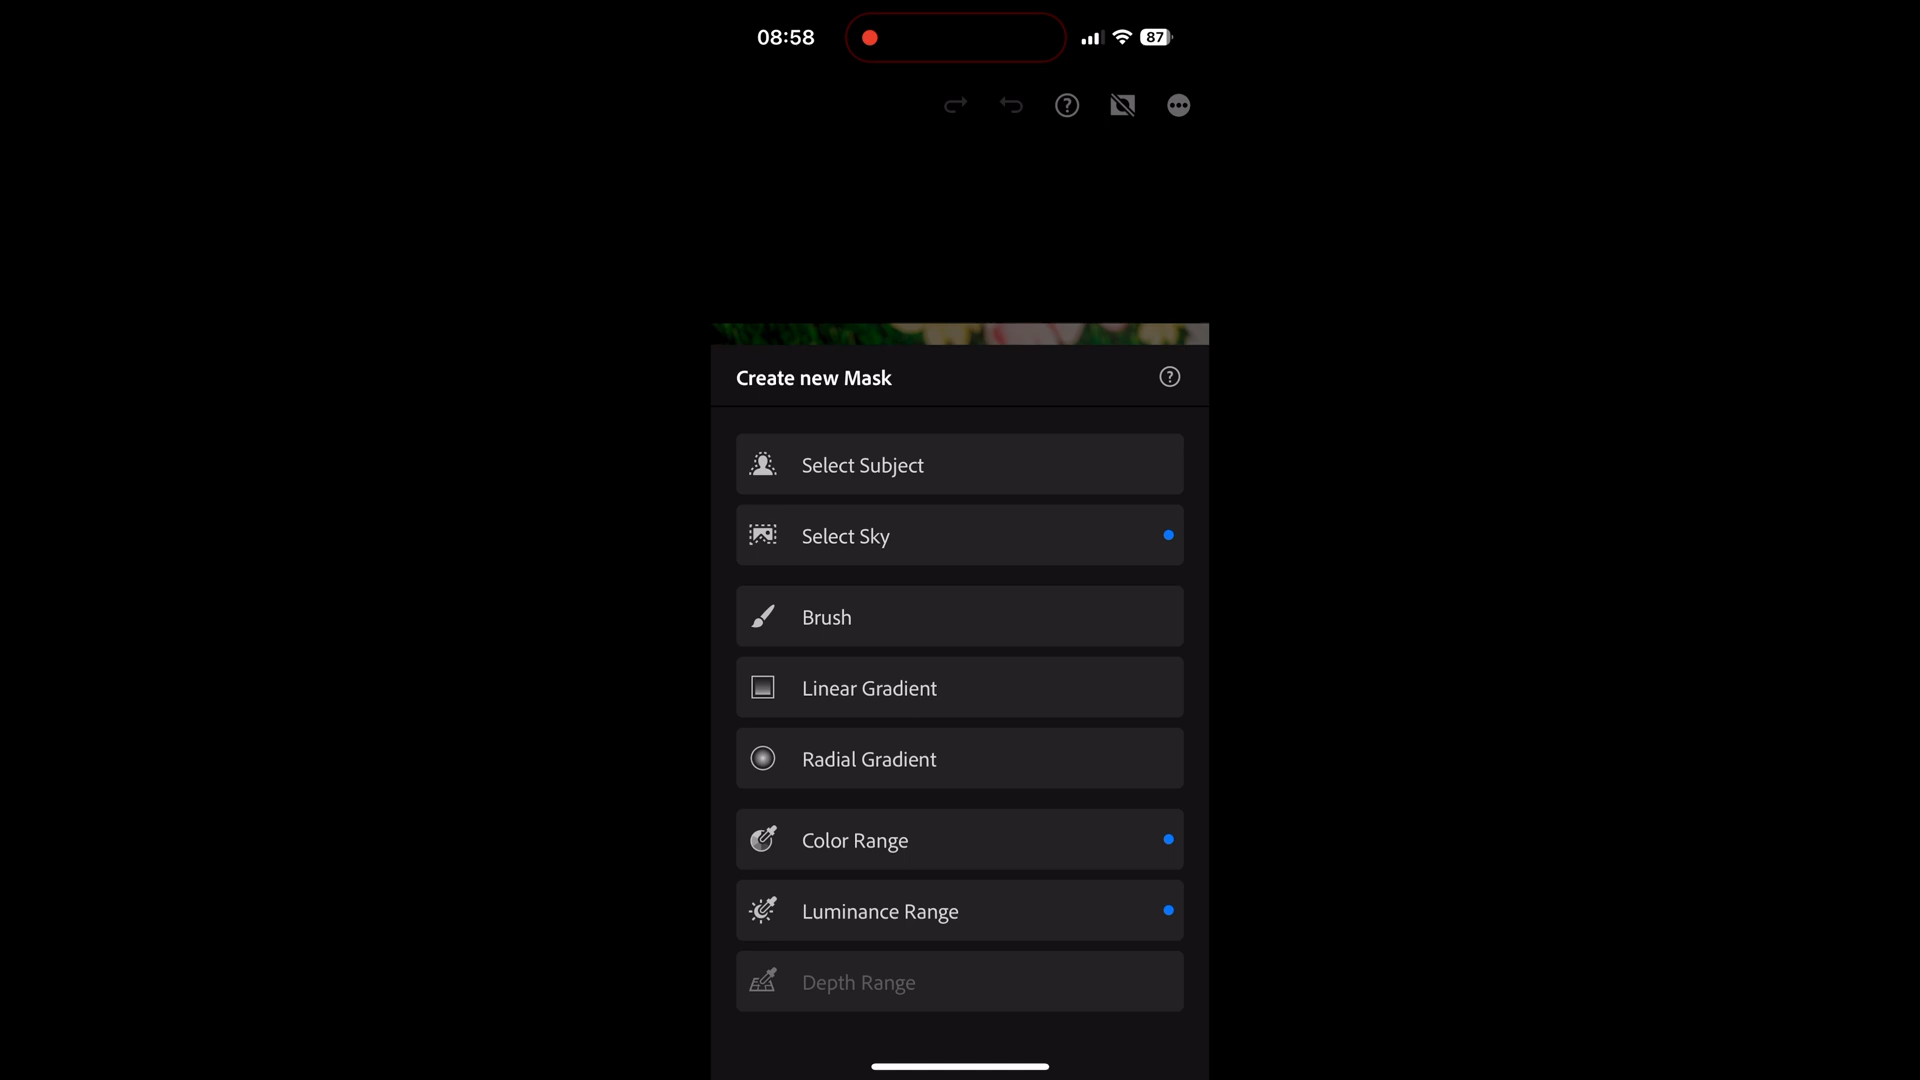 08:58
87
Create new Mask
Select Subject
Select Sky
Brush
Linear Gradient
Radial Gradient
Color Range
Luminance Range
Depth Range